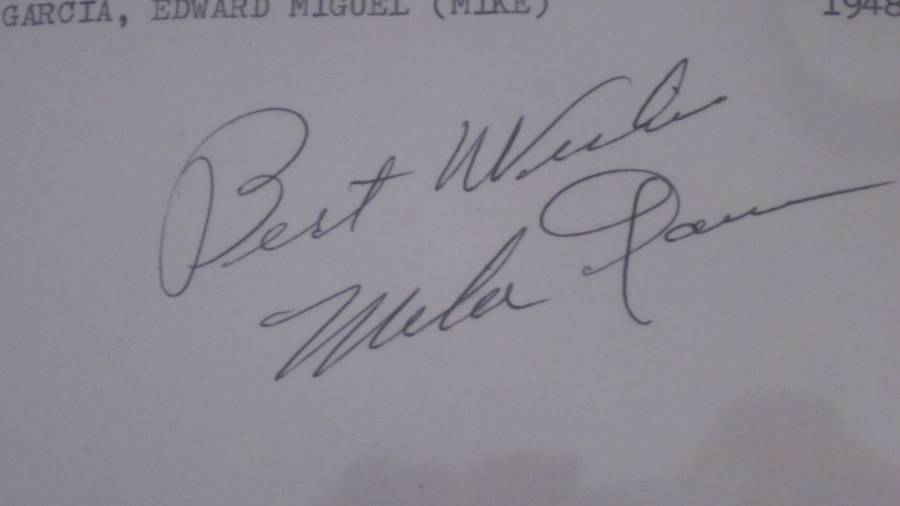 GARCIA, EDWARD MIGUEL (MIKE) 1948
Best Wishes
Mike Garcia